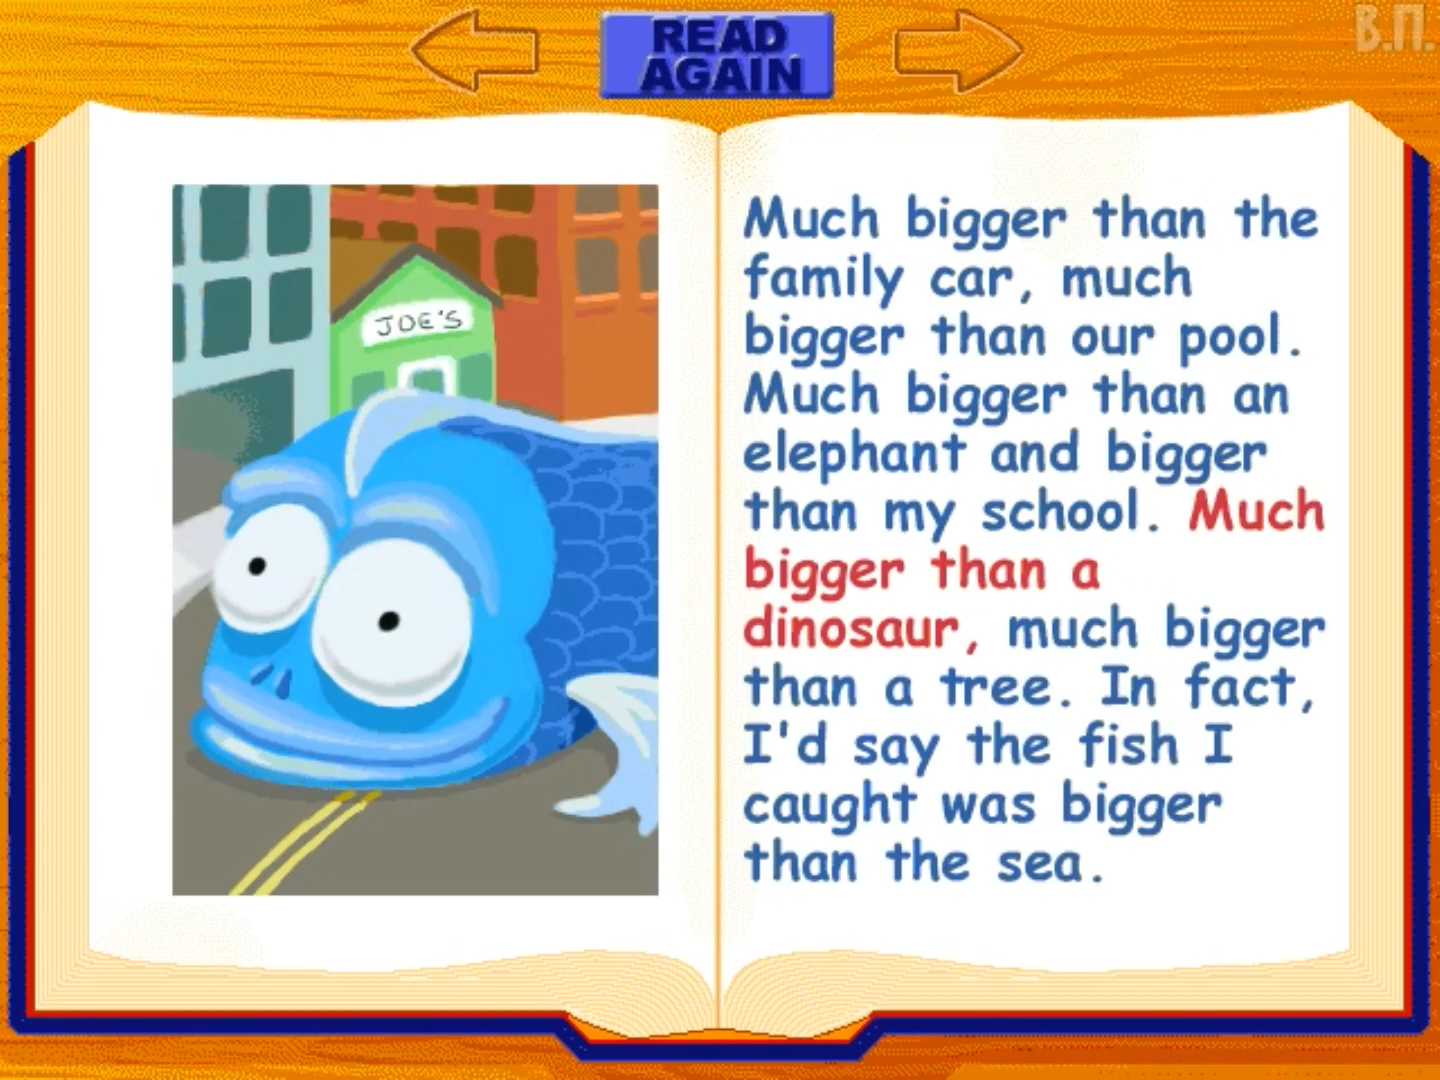 READ
AGAIN
В.П.
JOE'S
Much bigger than the
family car, much
bigger than our pool.
Much bigger than an
elephant and bigger
than my school. Much
bigger than a
dinosaur, much bigger
than a tree. In fact,
I'd say the fish I
caught was bigger
than the sea.